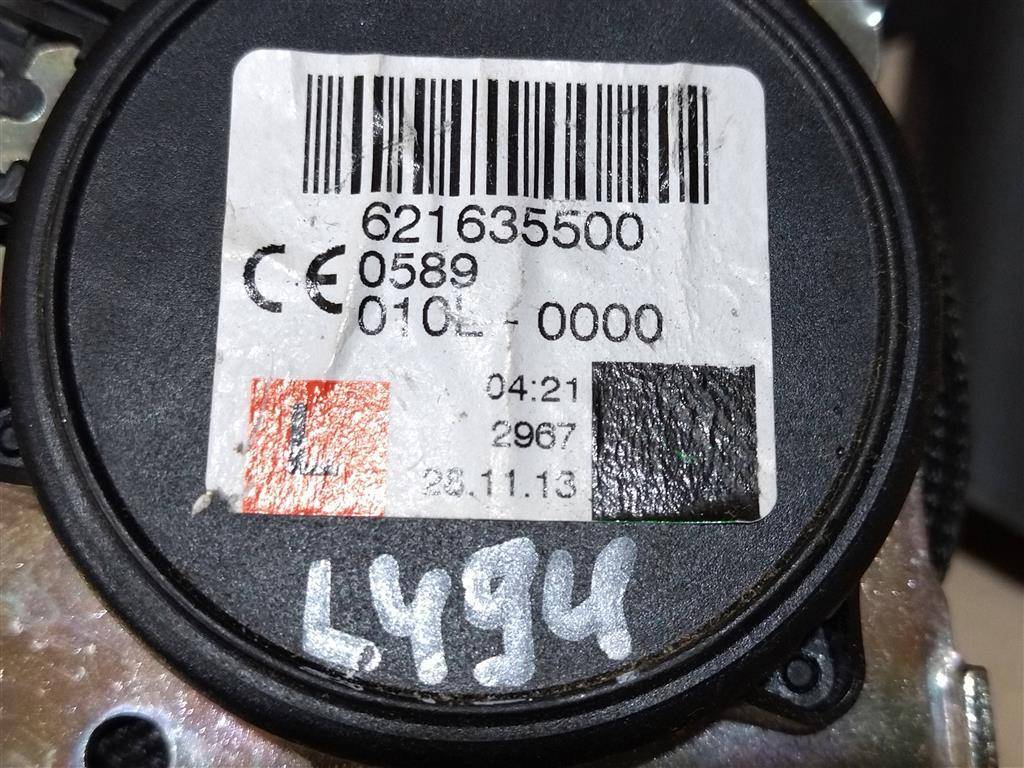 621635500
CE 0589
010L - 0000
04:21
L 2967
28.11.13
L494